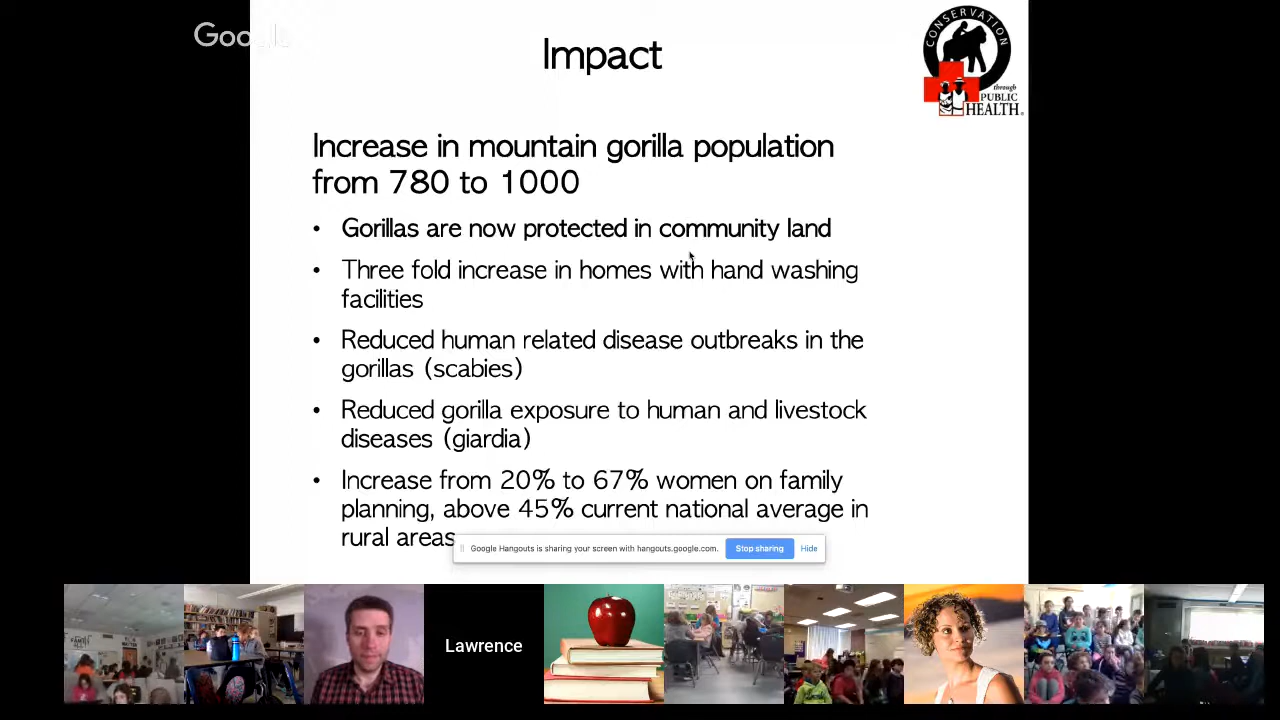 Google
Impact
CONSERVATION
through
PUBLIC
HEALTH®
Increase in mountain gorilla population
from 780 to 1000
• Gorillas are now protected in community land
• Three fold increase in homes with hand washing
facilities
• Reduced human related disease outbreaks in the
gorillas (scabies)
• Reduced gorilla exposure to human and livestock
diseases (giardia)
• Increase from 20% to 67% women on family
planning, above 45% current national average in
rural areas
Google Hangouts is sharing your screen with hangouts.google.com.
Stop sharing
Hide
Lawrence